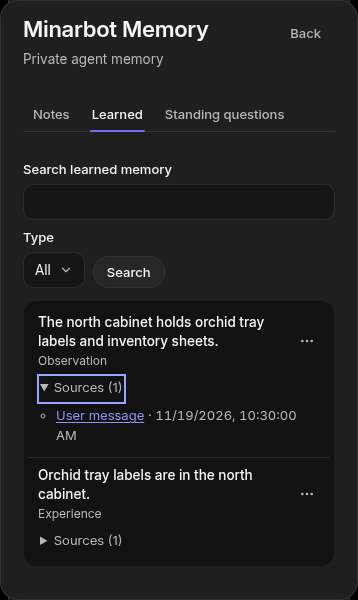 Minarbot Memory
Back
Private agent memory
Notes
Learned
Standing questions
Search learned memory
Type
All
Search
The north cabinet holds orchid tray
labels and inventory sheets.
Observation
Sources (1)
User message · 11/19/2026, 10:30:00
AM
Orchid tray labels are in the north
cabinet.
Experience
Sources (1)